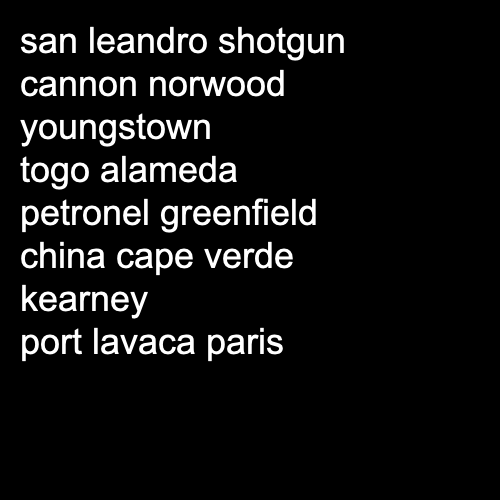 san leandro shotgun
cannon norwood
youngstown
togo alameda
petronel greenfield
china cape verde
kearney
port lavaca paris